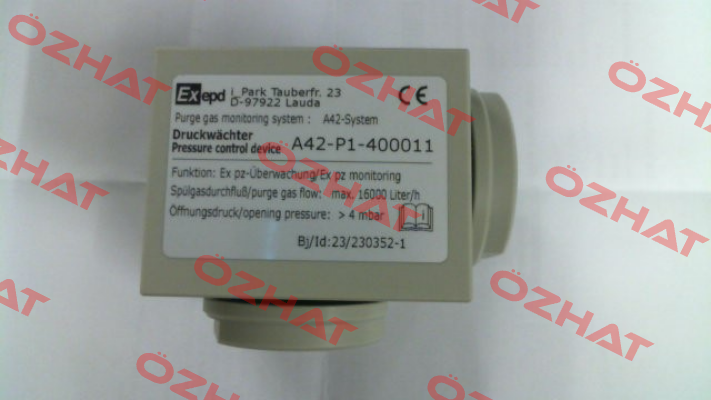 Ex epd i_Park Tauberfr. 23
D-97922 Lauda
CE
Purge gas monitoring system : A42-System
Druckwächter
Pressure control device A42-P1-400011
Funktion: Ex pz-Überwachung/Ex pz monitoring
Spülgasdurchfluß/purge gas flow: max. 16000 Liter/h
Öffnungsdruck/opening pressure: > 4 mbar
i
Bj/Id:23/230352-1
ÖZHAT
ÖZHAT
ÖZHAT
ÖZHAT
ÖZHAT
ÖZHAT
ÖZHAT
ÖZHAT
ÖZHAT
ÖZHAT